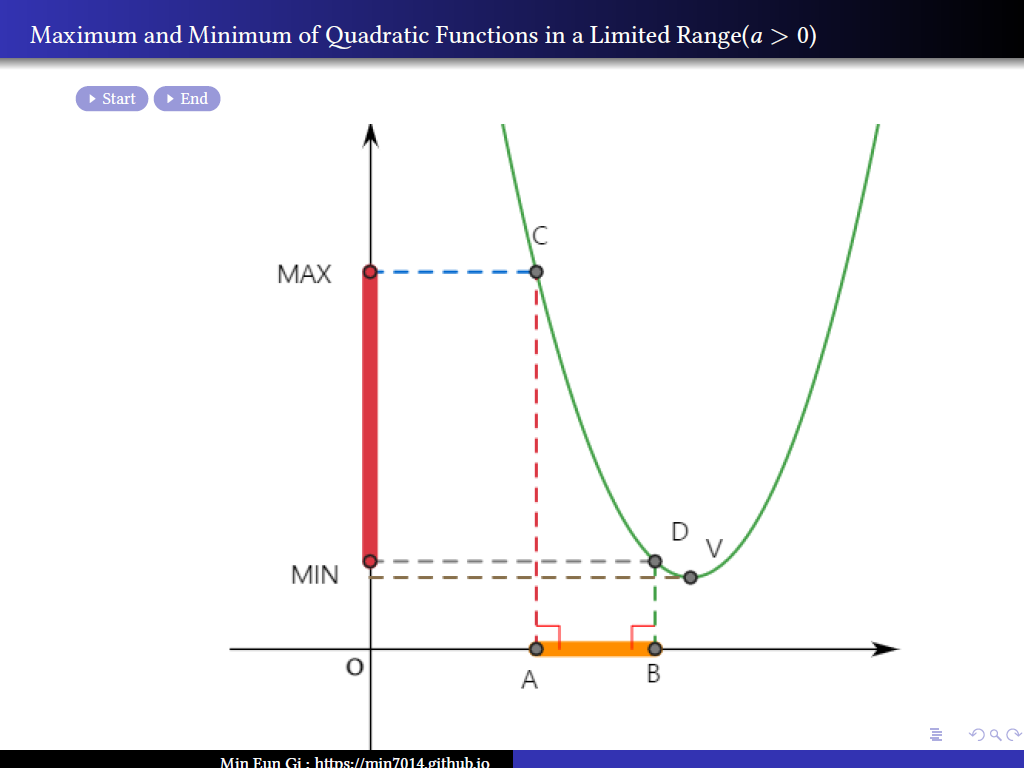 Maximum and Minimum of Quadratic Functions in a Limited Range(a > 0)
Start End
C
MAX
D
V
MIN
O
A
B
Min Eun Gi : https://min7014.github.io